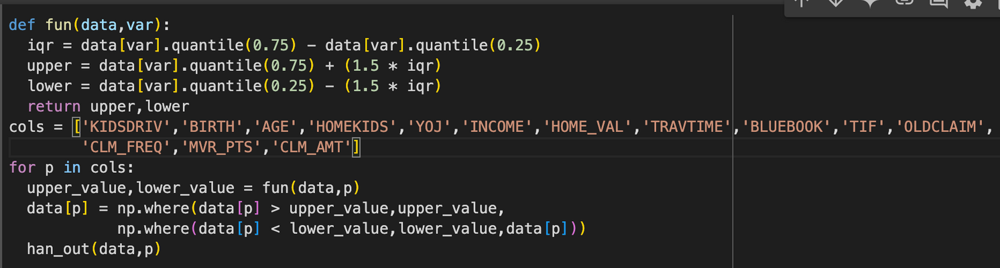 def fun(data,var):
  iqr = data[var].quantile(0.75) - data[var].quantile(0.25)
  upper = data[var].quantile(0.75) + (1.5 * iqr)
  lower = data[var].quantile(0.25) - (1.5 * iqr)
  return upper,lower
cols = ['KIDSDRIV','BIRTH','AGE','HOMEKIDS','YOJ','INCOME','HOME_VAL','TRAVTIME','BLUEBOOK','TIF','OLDCLAIM',
        'CLM_FREQ','MVR_PTS','CLM_AMT']
for p in cols:
  upper_value,lower_value = fun(data,p)
  data[p] = np.where(data[p] > upper_value,upper_value,
            np.where(data[p] < lower_value,lower_value,data[p]))
  han_out(data,p)